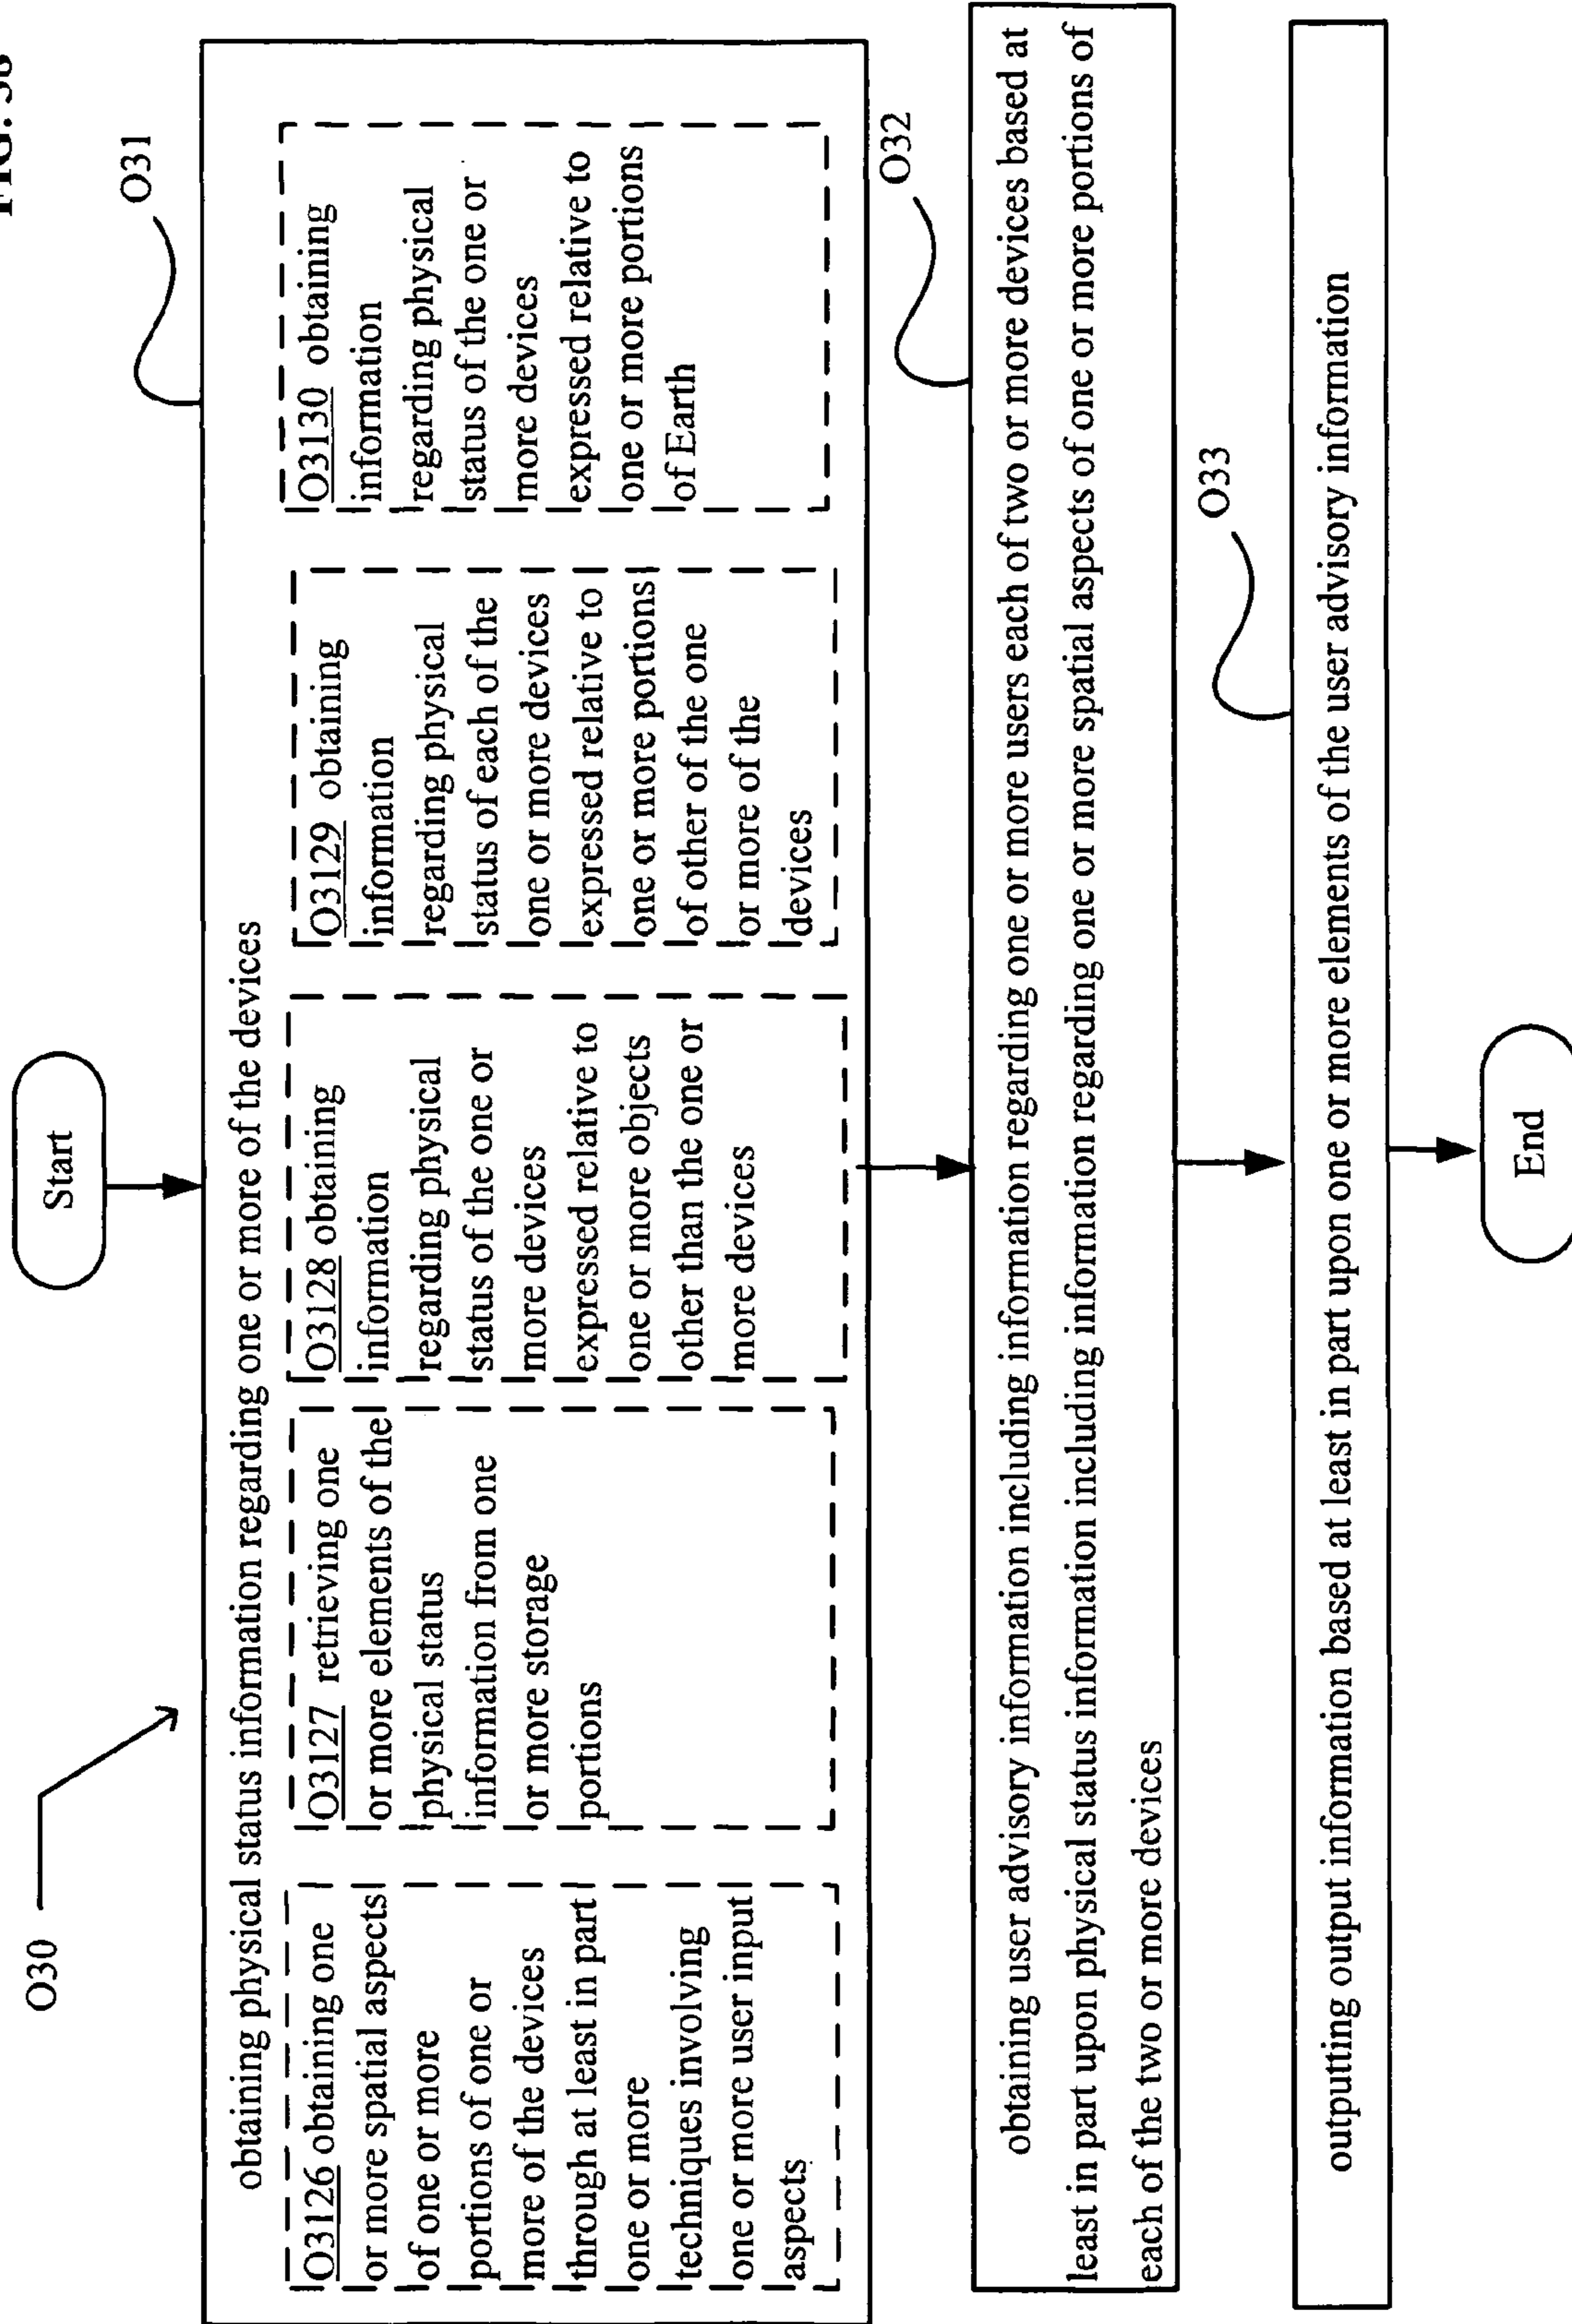 FIG.
Start
O30
O31
obtaining physical status information regarding one or more of the devices
O3126 obtaining one
or more spatial aspects
of one or more
portions of one or
more of the devices
through at least in part
one or more
techniques involving
one or more user input
aspects
O3127 retrieving one
or more elements of the
physical status
information from one
or more storage
portions
O3128 obtaining
information
regarding physical
status of the one or
more devices
expressed relative to
one or more objects
other than the one or
more devices
O3129 obtaining
information
regarding physical
status of each of the
one or more devices
expressed relative to
one or more portions
of other of the one
or more of the
devices
O3130 obtaining
information
regarding physical
status of the one or
more devices
expressed relative to
one or more portions
of Earth
O32
obtaining user advisory information including information regarding one or more users each of two or more devices based at
least in part upon physical status information including information regarding one or more spatial aspects of one or more portions of
each of the two or more devices
O33
outputting output information based at least in part upon one or more elements of the user advisory information
End